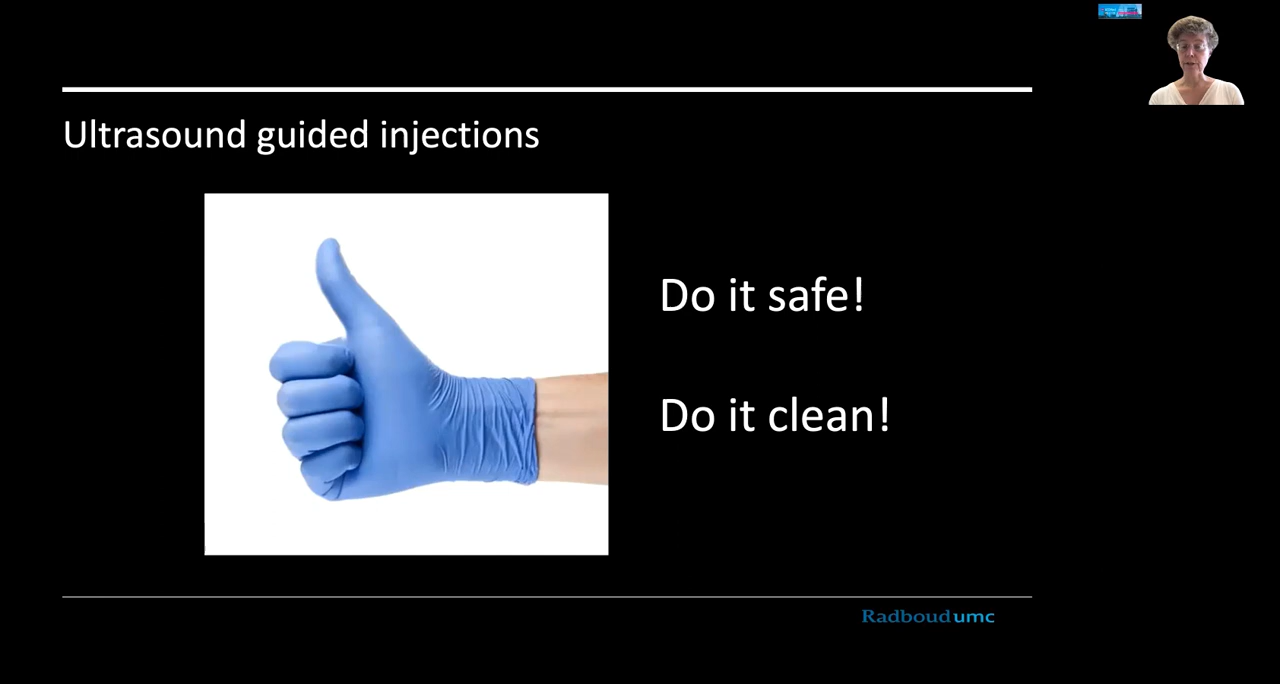 Ultrasound guided injections
Do it safe!
Do it clean!
Radboudumc